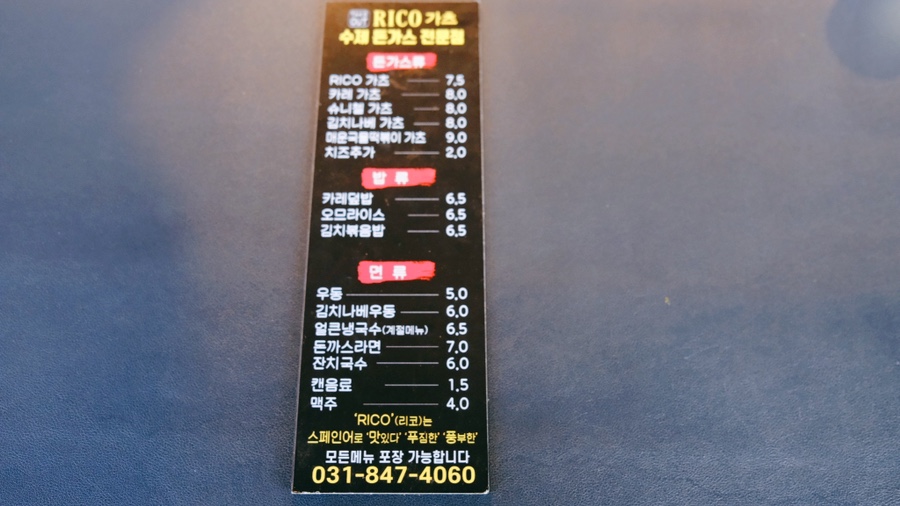 TAKE OUT
RICO 가츠
수제 돈가스 전문점
돈가스류
RICO 가츠 7.5
카레 가츠 8.0
슈니첼 가츠 8.0
김치나베 가츠 8.0
매운국물떡볶이 가츠 9.0
치즈추가 2.0
밥 류
카레덮밥 6.5
오므라이스 6.5
김치볶음밥 6.5
면 류
우동 5.0
김치나베우동 6.0
얼큰냉국수(계절메뉴) 6.5
돈까스라면 7.0
잔치국수 6.0
캔음료 1.5
맥주 4.0
'RICO'(리코)는
스페인어로 '맛있다' '푸짐한' '풍부한'
모든메뉴 포장 가능합니다
031-847-4060